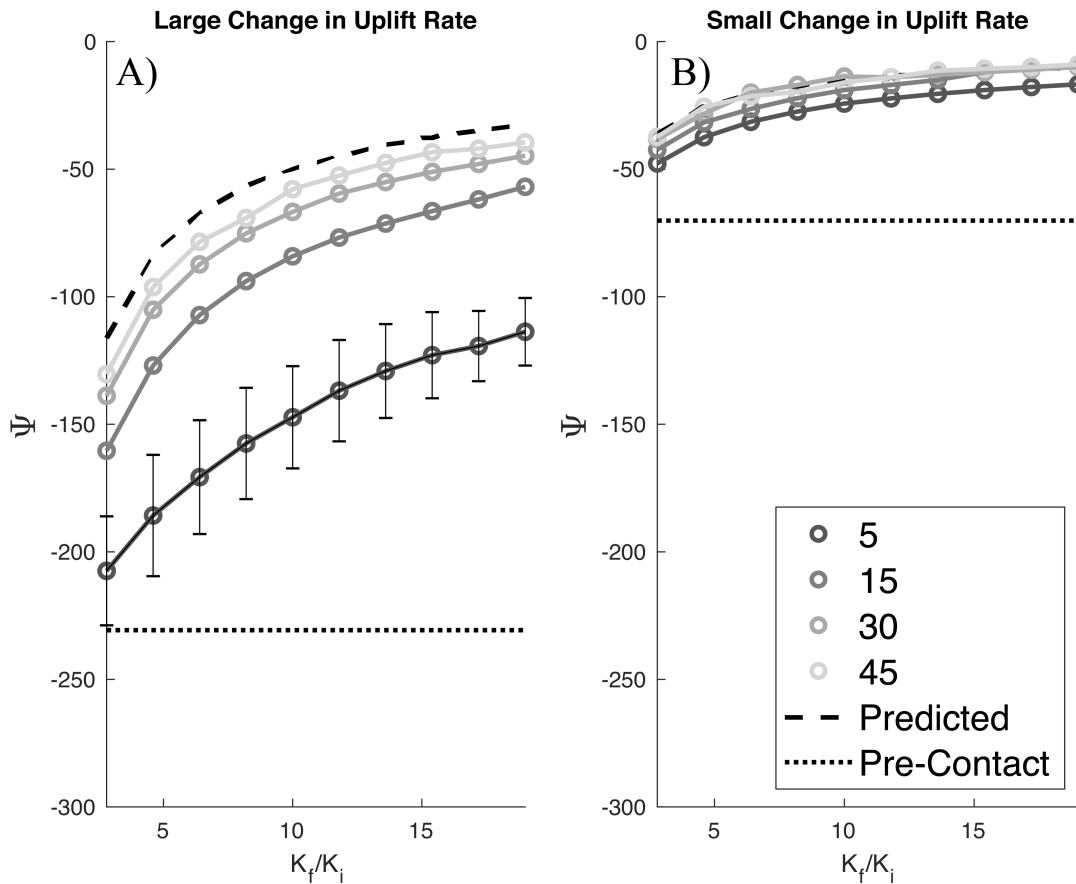 Large Change in Uplift Rate
A)
0
-50
-100
-150
-200
-250
-300
Ψ
5
10
15
K_f/K_i
Small Change in Uplift Rate
B)
0
-50
-100
-150
-200
-250
-300
Ψ
5
10
15
K_f/K_i
5
15
30
45
Predicted
Pre-Contact